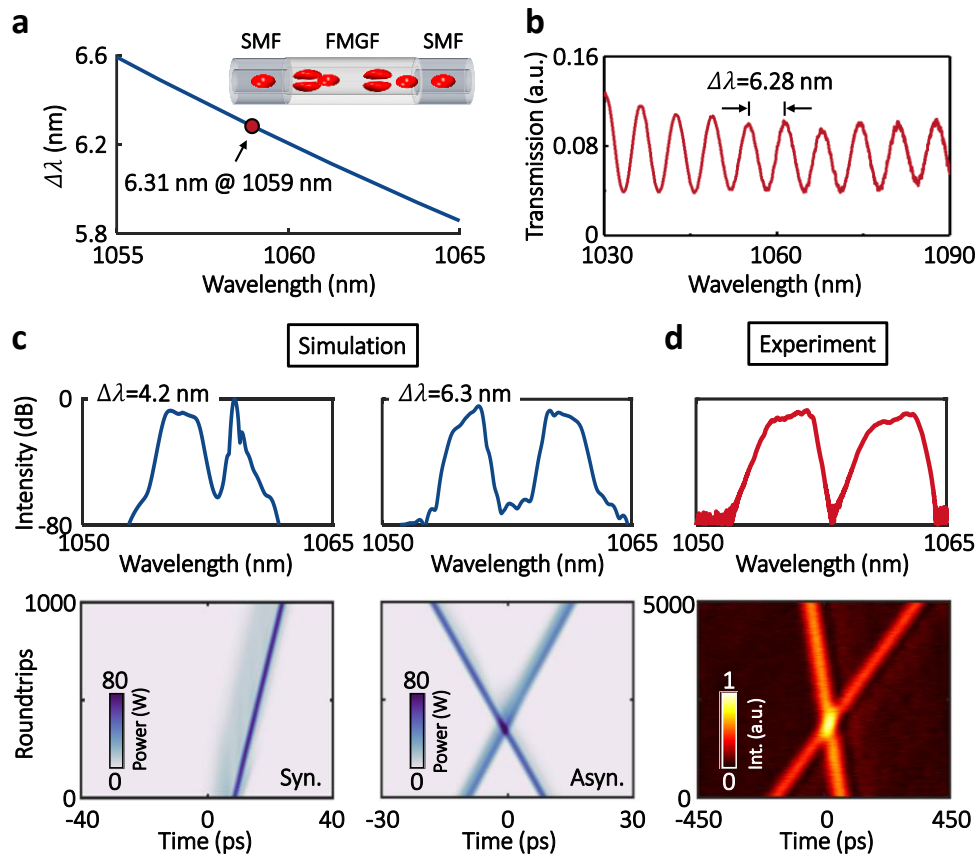 a
SMF FMGF SMF
6.6
6.2
5.8
Δλ (nm)
6.31 nm @ 1059 nm
1055 1060 1065
Wavelength (nm)
b
0.16
0.08
0
Transmission (a.u.)
Δλ=6.28 nm
1030 1060 1090
Wavelength (nm)
c
Simulation
0
-80
Intensity (dB)
Δλ=4.2 nm
1050 1065
Wavelength (nm)
Δλ=6.3 nm
1050 1065
Wavelength (nm)
1000
0
Roundtrips
80
0
Power (W)
Syn.
-40 0 40
Time (ps)
80
0
Power (W)
Asyn.
-30 0 30
Time (ps)
d
Experiment
1050 1065
Wavelength (nm)
5000
0
1
0
Int. (a.u.)
-450 0 450
Time (ps)